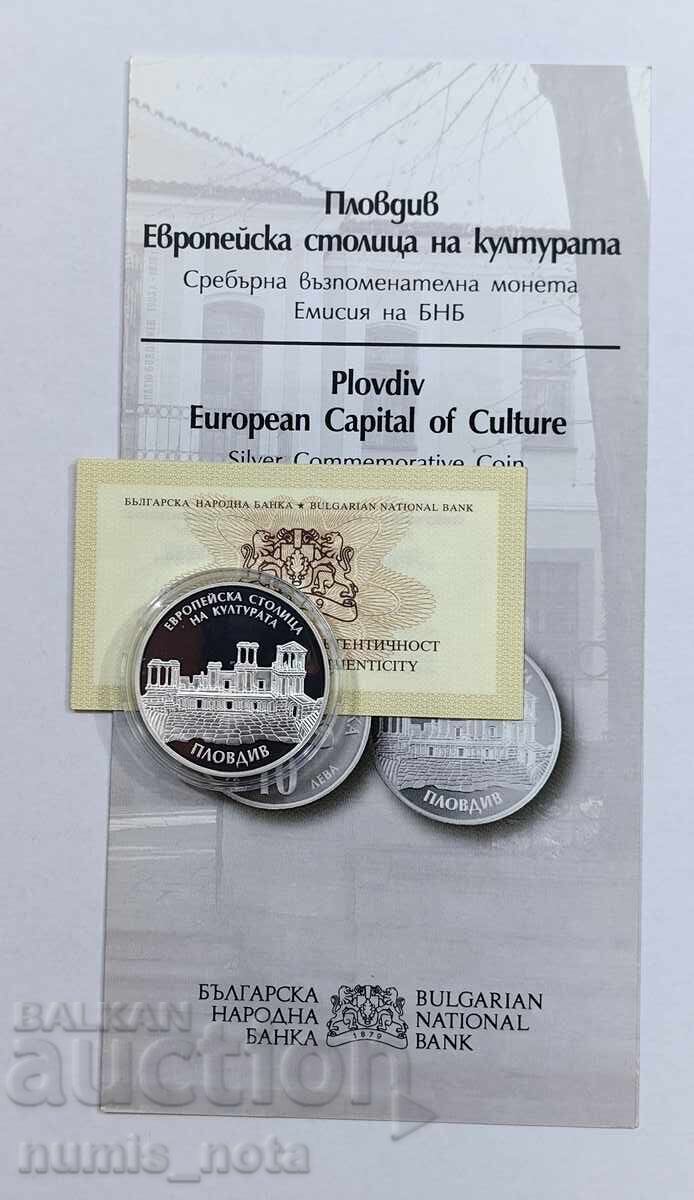 Пловдив
Европейска столица на културата
Сребърна възпоменателна монета
Емисия на БНБ
Plovdiv
European Capital of Culture
Silver Commemorative Coin
БЪЛГАРСКА НАРОДНА БАНКА ★ BULGARIAN NATIONAL BANK
ЕВРОПЕЙСКА СТОЛИЦА
НА КУЛТУРАТА
ПЛОВДИВ
10
ЛЕВА
ПЛОВДИВ
БЪЛГАРСКА
НАРОДНА
БАНКА
1879
BULGARIAN
NATIONAL
BANK
BALKAN
auction
numis_nota